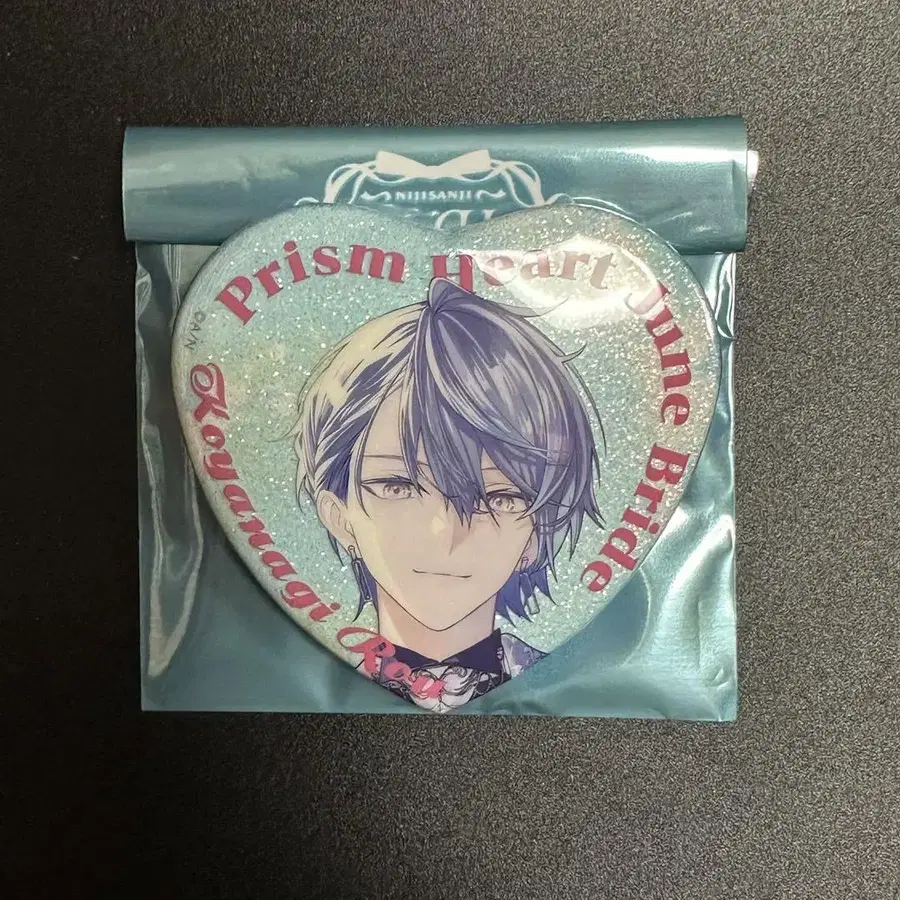 NIJISANJI
Prism Heart June Bride
©A/N
Koyanagi Rou